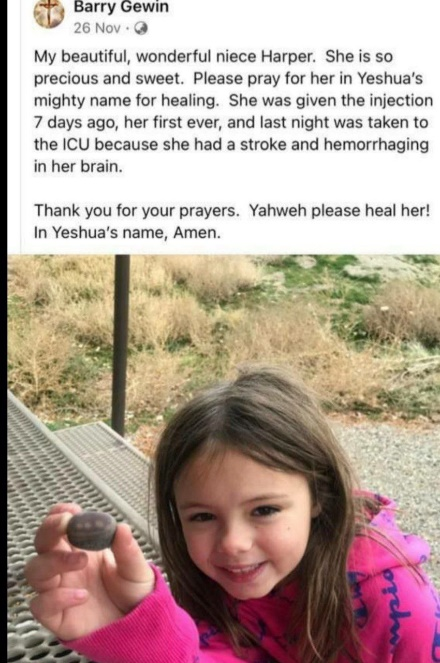 Barry Gewin
26 Nov ·
My beautiful, wonderful niece Harper. She is so
precious and sweet. Please pray for her in Yeshua's
mighty name for healing. She was given the injection
7 days ago, her first ever, and last night was taken to
the ICU because she had a stroke and hemorrhaging
in her brain.
Thank you for your prayers. Yahweh please heal her!
In Yeshua's name, Amen.